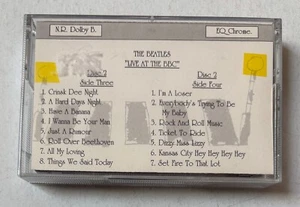 N.R. Dolby B.
EQ Chrome.
THE BEATLES
"LIVE AT THE BBC"
Disc 2
Side Three
1. Crinsk Dee Night
2. A Hard Days Night
3. Have A Banana
4. I Wanna Be Your Man
5. Just A Rumour
6. Roll Over Beethoven
7. All My Loving
8. Things We Said Today
Disc 2
Side Four
1. I'm A Loser
2. Everybody's Trying To Be
My Baby
3. Rock And Roll Music
4. Ticket To Ride
5. Dizzy Miss Lizzy
6. Kansas City Hey Hey Hey Hey
7. Set Fire To That Lot